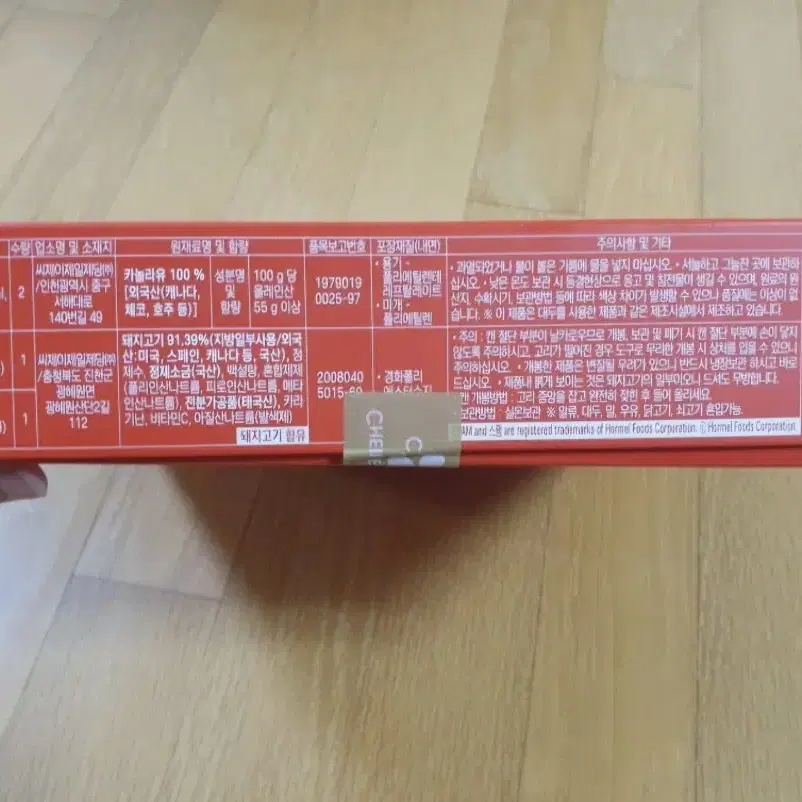 수량 업소명 및 소재지 원재료명 및 함량 품목보고번호 포장재질(내면) 주의사항 및 기타
2
씨제이제일제당㈜
/인천광역시 중구
서해대로
140번길 49
카놀라유 100 %
[외국산(캐나다,
체코, 호주 등)]
성분명
및
함량
100 g 당
올레인산
55 g 이상
1979019
0025-97
• 용기 :
폴리에틸렌테
레프탈레이트
• 마개 :
폴리에틸렌
• 과열되었거나 불이 붙은 기름에 물을 넣지 마십시오. • 서늘하고 그늘진 곳에 보관하
십시오. • 낮은 온도 보관 시 동결현상으로 응고 및 침전물이 생길 수 있으며, 원료의 원
산지, 수확시기, 보관방법 등에 따라 색상 차이가 발생할 수 있으나 품질에는 이상이 없
습니다. ※ 이 제품은 대두를 사용한 제품과 같은 제조시설에서 제조하고 있습니다.
1
1
씨제이제일제당㈜
/충청북도 진천군
광혜원면
광혜원산단2길
112
돼지고기 91.39%(지방일부사용/외국
산:미국, 스페인, 캐나다 등, 국산), 정
제수, 정제소금(국산), 백설탕, 혼합제제
(폴리인산나트륨, 피로인산나트륨, 메타
인산나트륨), 전분가공품(태국산), 카라
기난, 비타민C, 아질산나트륨(발색제)
돼지고기 함유
2008040
5015-69
• 경화폴리
• 주의 : 캔 절단 부분이 날카로우므로 개봉, 보관 및 폐기 시 캔 절단 부분에 손이 닿지
않도록 주의하시고, 고리가 떨어진 경우 도구로 무리한 개봉 시 상처를 입을 수 있으니
주의하십시오. • 개봉한 제품은 변질될 우려가 있으니 반드시 냉장보관 하시고 바로
드십시오. • 제품내 붉게 보이는 것은 돼지고기의 일부이오니 드셔도 무방합니다.
캔 개봉방법 : 고리 중앙을 잡고 완전히 젖힌 후 들어 올리세요.
보관방법 : 실온보관 ※ 알류, 대두, 밀, 우유, 닭고기, 쇠고기 혼입가능.
AM and 스팸 are registered trademarks of Hormel Foods Corporation. ⓒ Hormel Foods Corporation